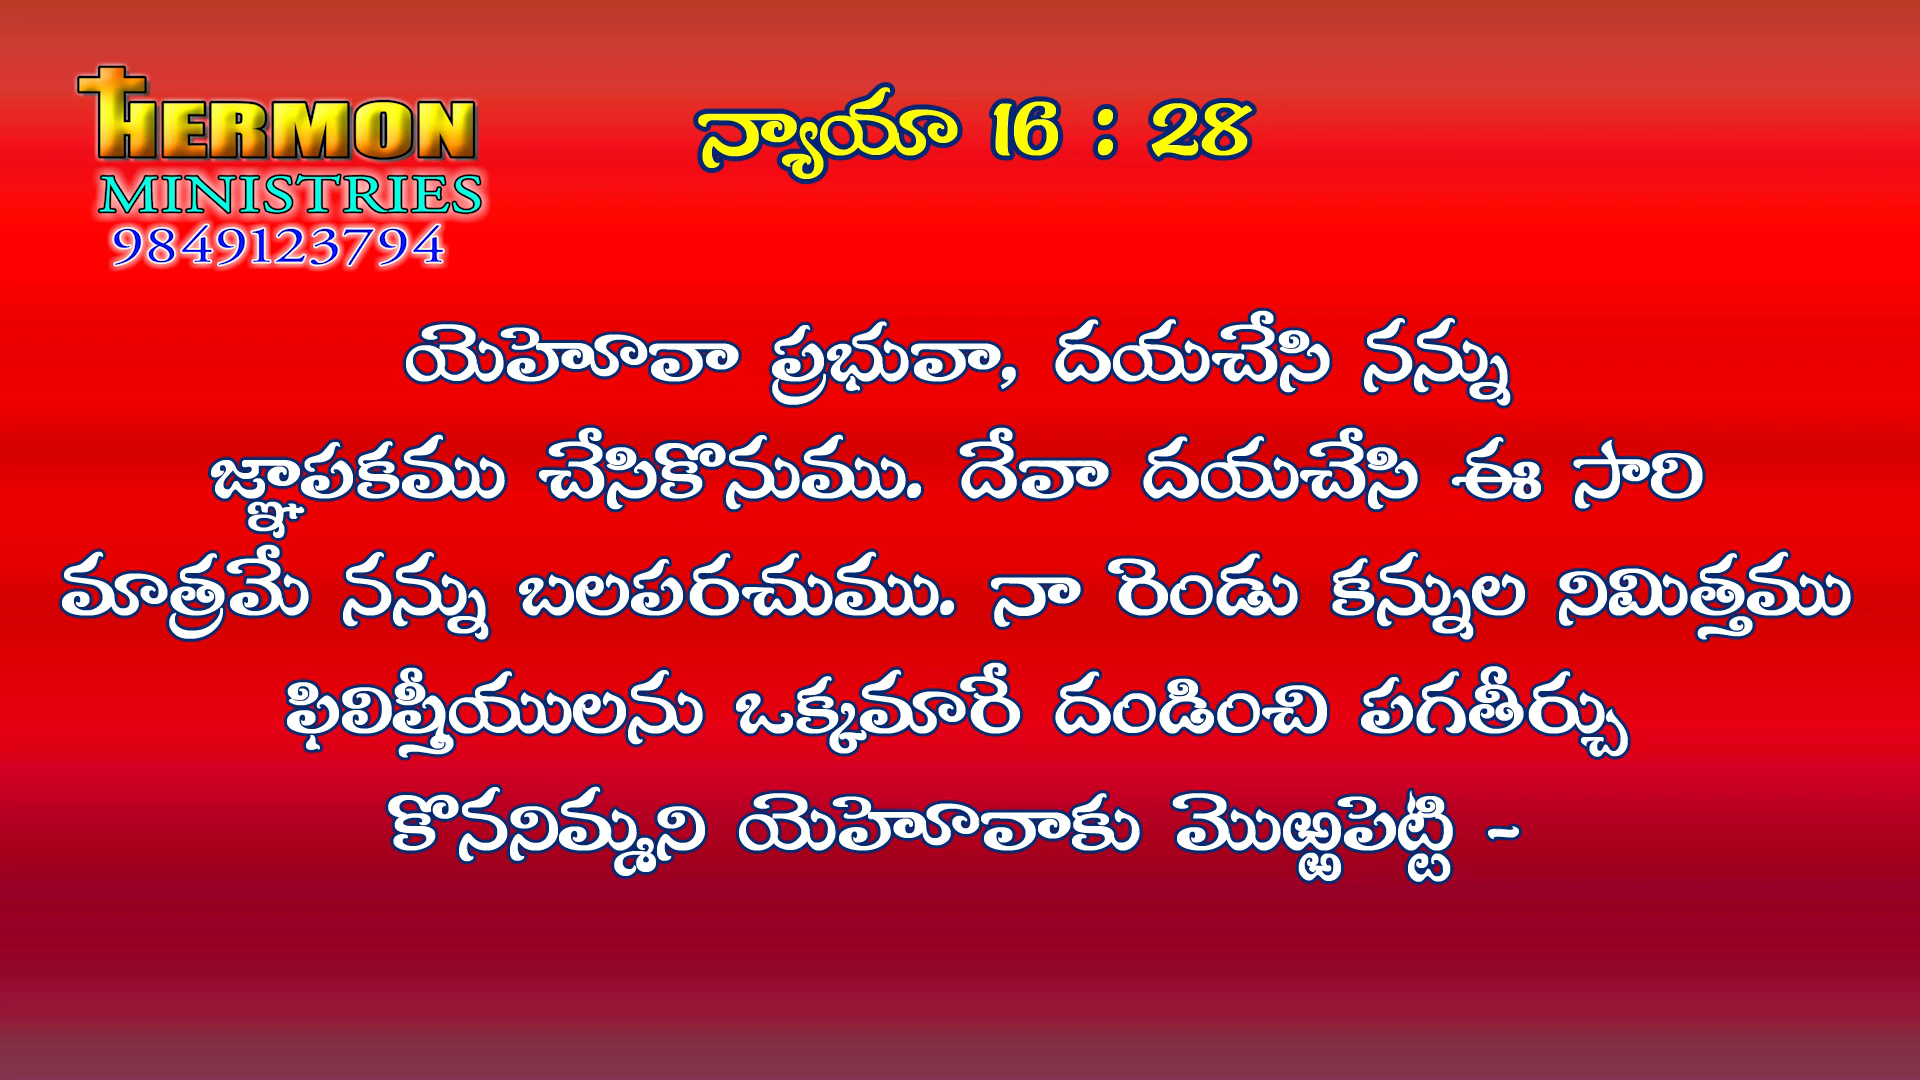 HERMON
MINISTRIES
9849123794
న్యాయా 16 : 28
యెహెూవా ప్రభువా, దయచేసి నన్ను
జ్ఞాపకము చేసికొనుము. దేవా దయచేసి ఈ సారి
మాత్రమే నన్ను బలపరచుము. నా రెండు కన్నుల నిమిత్తము
ఫిలిష్తీయులను ఒక్కమారే దండించి పగతీర్చు
కొననిమ్మని యెహెూవాకు మొఱ్ఱపెట్టి -